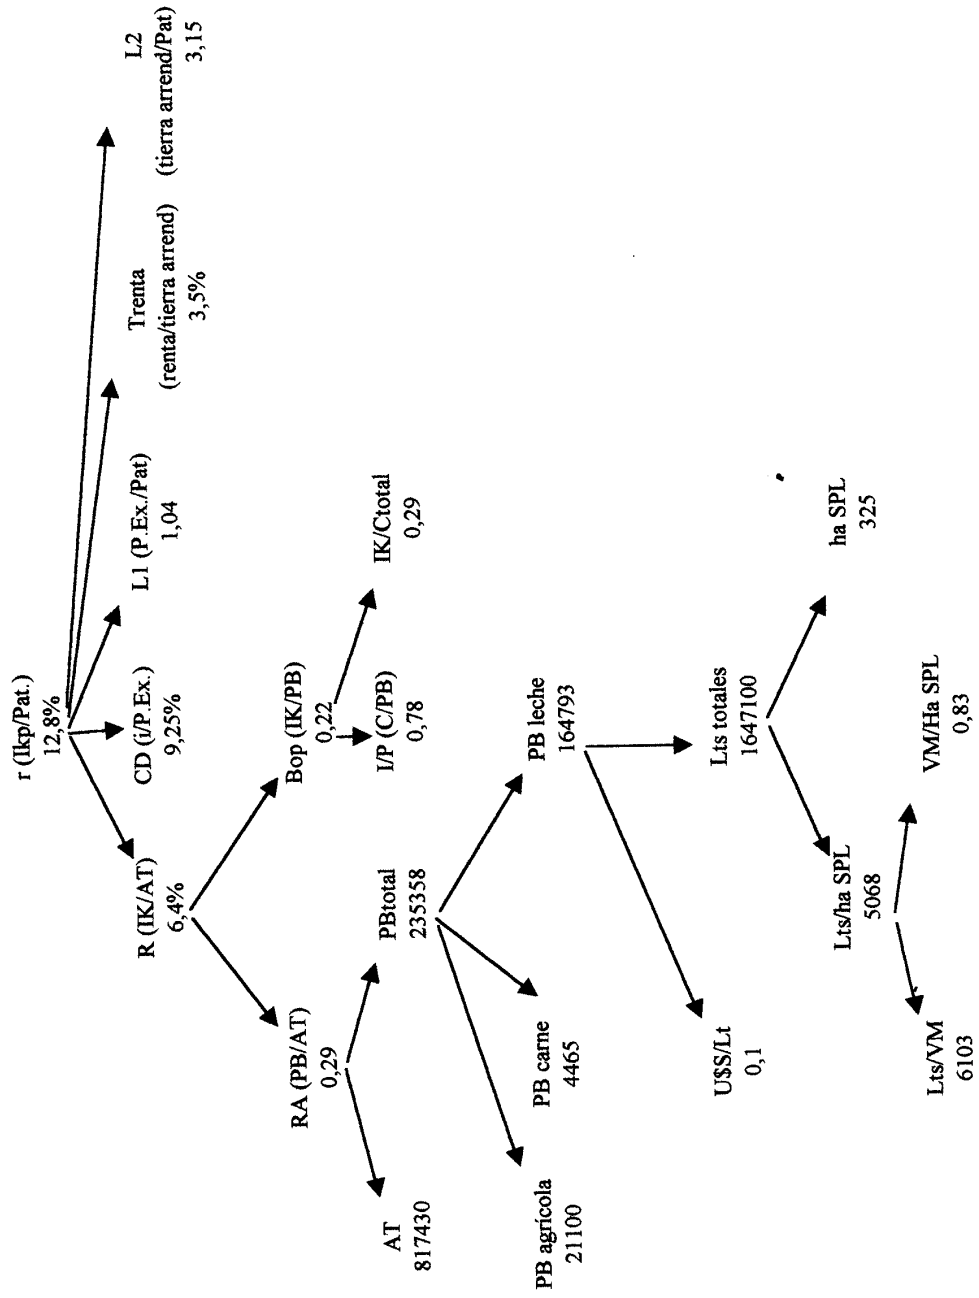 r (Ikp/Pat.)
12,8%
R (IK/AT)
6,4%
CD (i/P.Ex.)
9,25%
L1 (P.Ex./Pat)
1,04
Trenta
(renta/tierra arrend)
3,5%
L2
(tierra arrend/Pat)
3,15
RA (PB/AT)
0,29
Bop (IK/PB)
0,22
AT
817430
PBtotal
235358
I/P (C/PB)
0,78
IK/Ctotal
0,29
PB agrícola
21100
PB carne
4465
PB leche
164793
U$S/Lt
0,1
Lts totales
1647100
Lts/ha SPL
5068
ha SPL
325
Lts/VM
6103
VM/Ha SPL
0,83